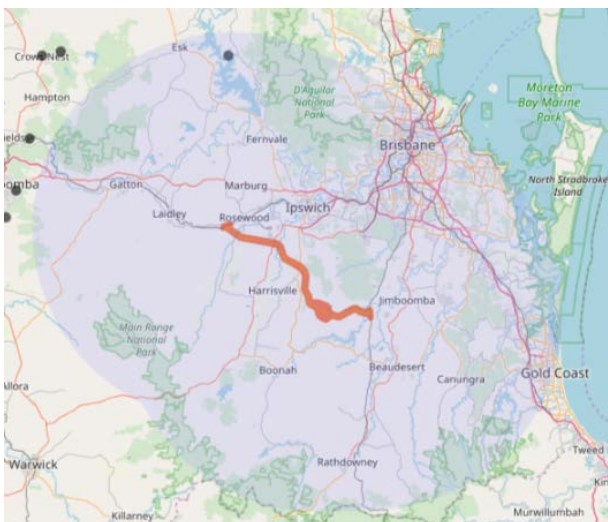 Esk
Crows Nest
Hampton
D'Aguilar
National
Park
Moreton
Bay Marine
Park
Fernvale
Brisbane
North Stradbroke
Island
Gatton
Marburg
Laidley
Rosewood
Ipswich
Harrisville
Jimboomba
Main Range
National
Park
Boonah
Beaudesert
Canungra
Gold Coast
Allora
Warwick
Rathdowney
Tweed
Killarney
Murwillumbah